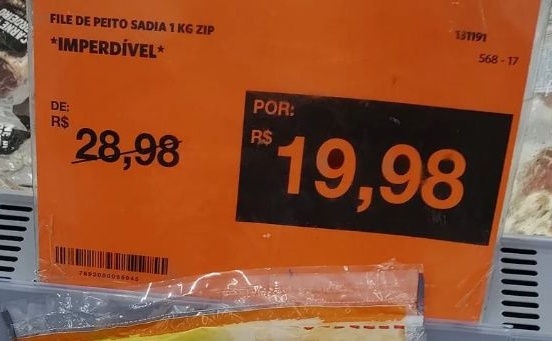 FILE DE PEITO SADIA 1 KG ZIP
*IMPERDÍVEL*
131191
568 - 17
DE:
R$
28,98
POR:
R$
19,98